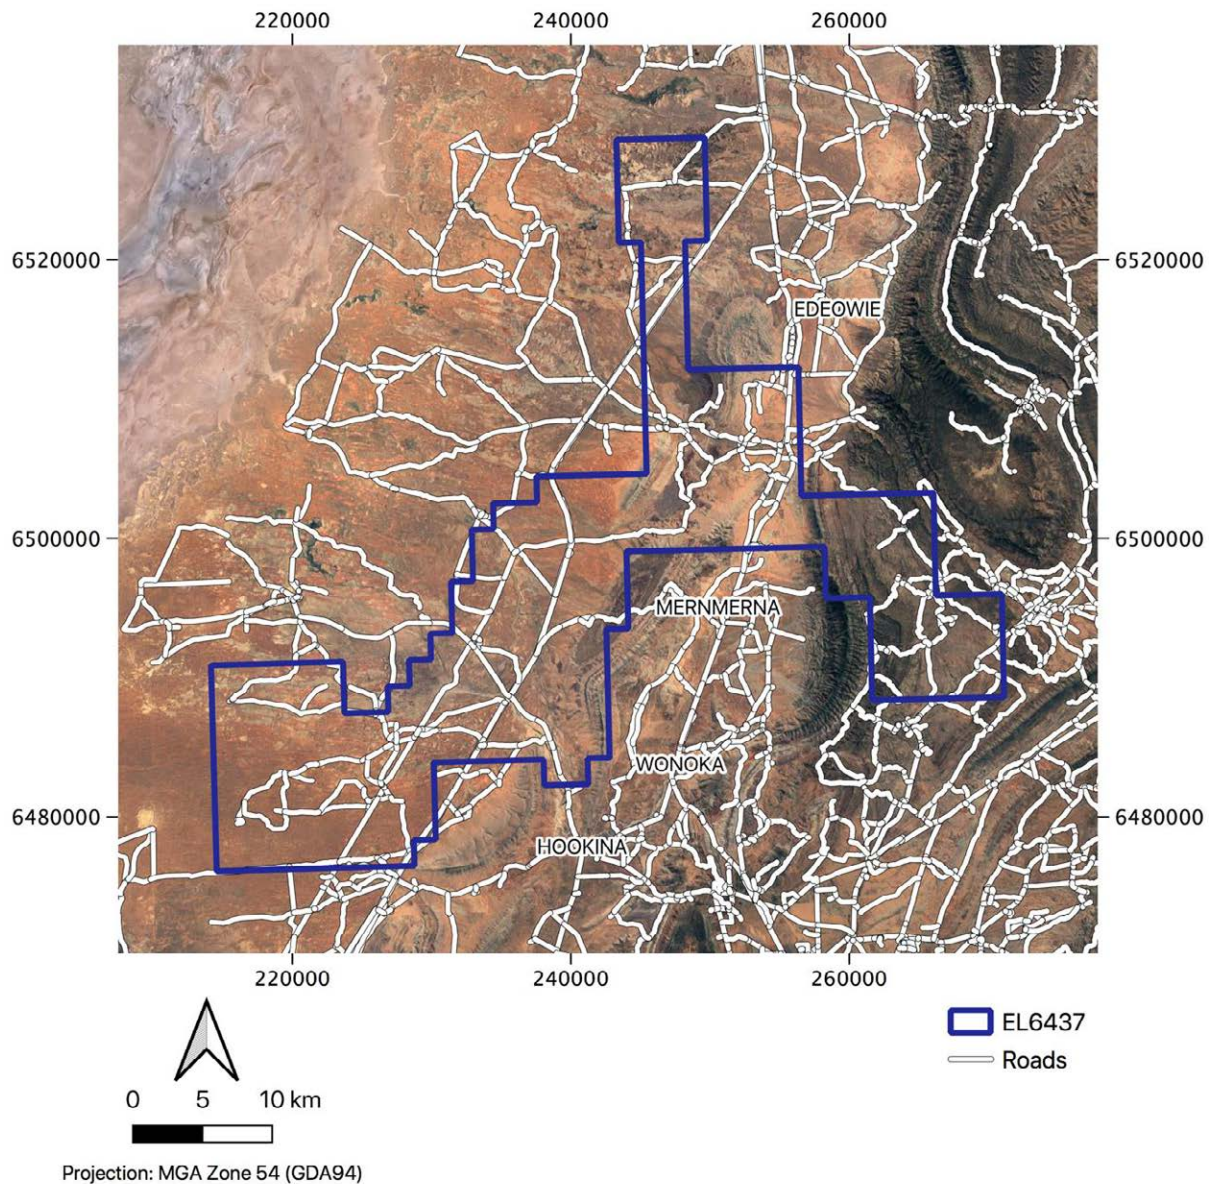 220000 240000 260000
6520000 6520000
EDEOWIE
6500000 6500000
MERNMERNA
WONOKA
6480000 6480000
HOOKINA
220000 240000 260000
EL6437
Roads
0 5 10 km
Projection: MGA Zone 54 (GDA94)